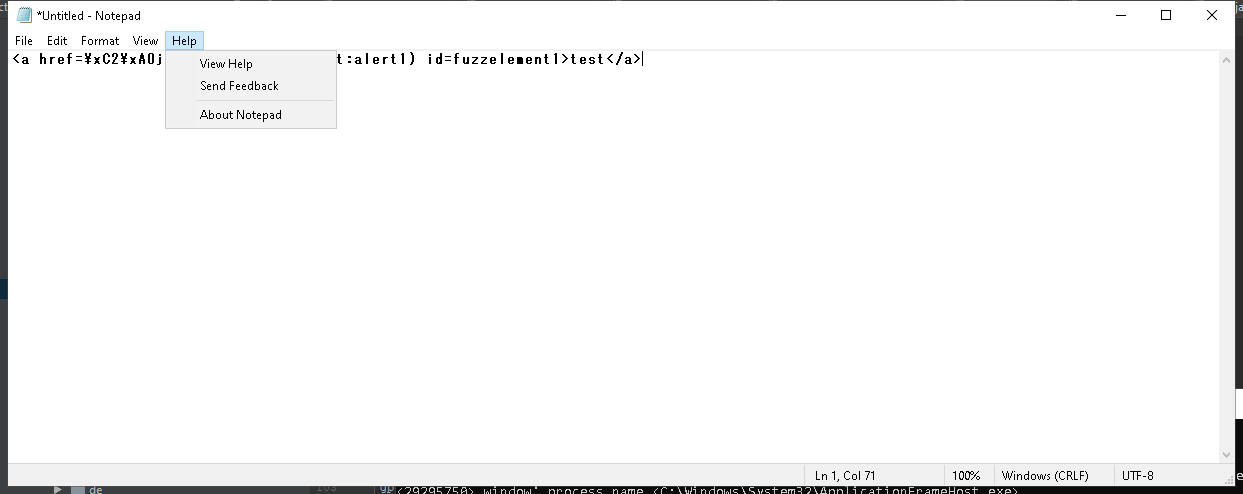 *Untitled - Notepad
File Edit Format View Help
<a href=¥xC2¥xA0j t:alert1) id=fuzzelement1>test</a>
View Help
Send Feedback
About Notepad
Ln 1, Col 71 100% Windows (CRLF) UTF-8
de
<29295750> window' process name <C:\Windows\System32\ApplicationFrameHost.exe>